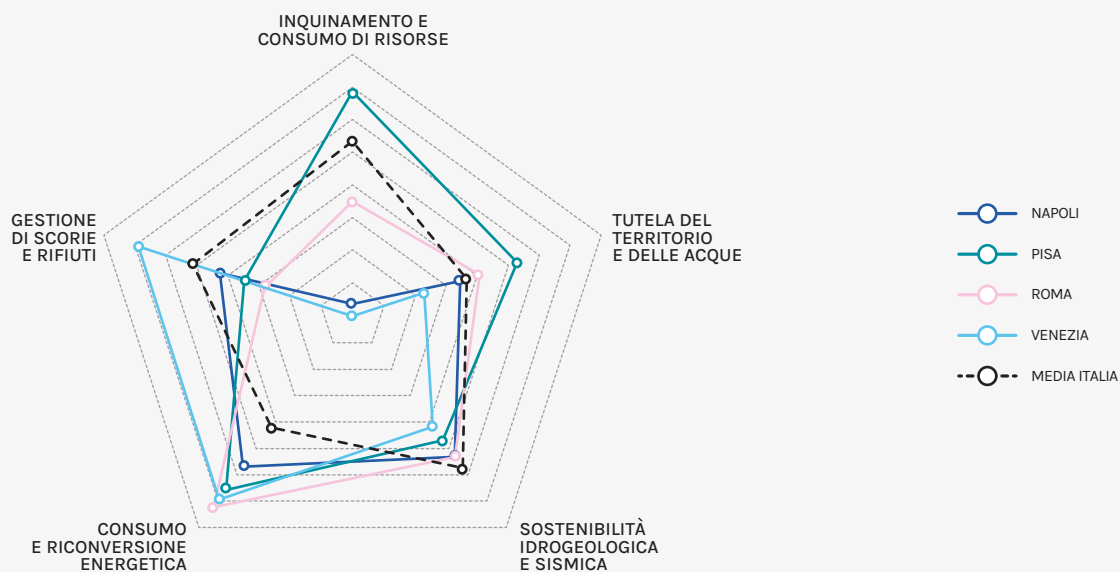 INQUINAMENTO E
CONSUMO DI RISORSE
GESTIONE
DI SCORIE
E RIFIUTI
TUTELA DEL
TERRITORIO
E DELLE ACQUE
CONSUMO
E RICONVERSIONE
ENERGETICA
SOSTENIBILITÀ
IDROGEOLOGICA
E SISMICA
NAPOLI
PISA
ROMA
VENEZIA
MEDIA ITALIA